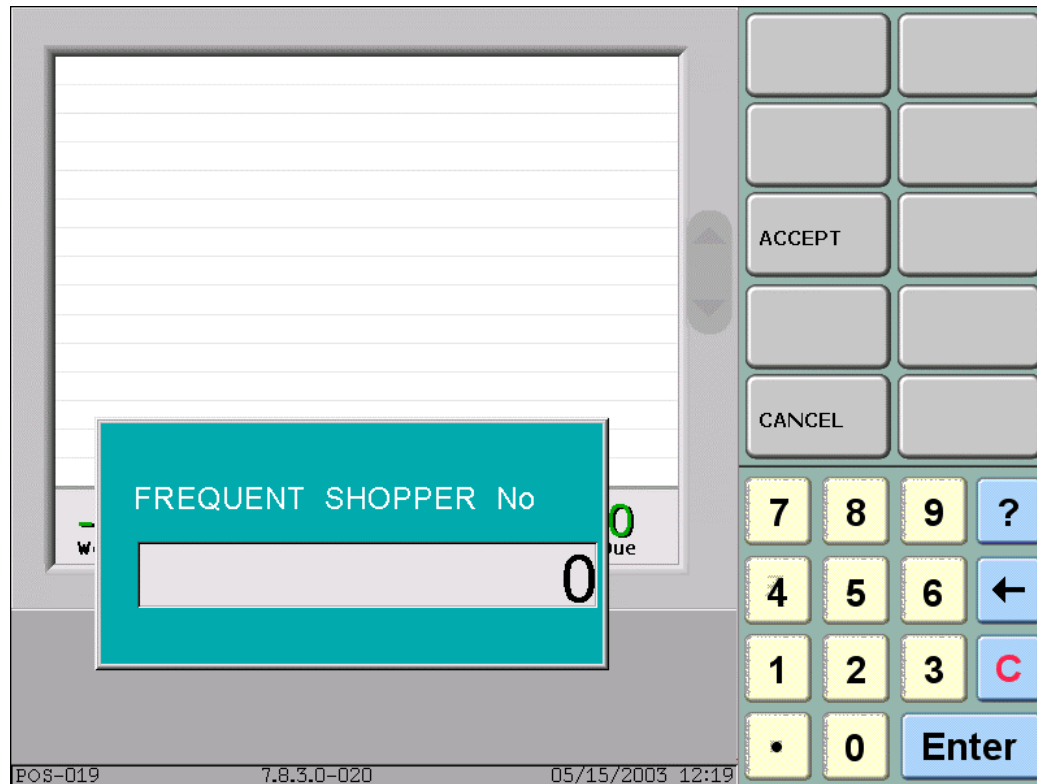 ACCEPT
CANCEL
FREQUENT SHOPPER No
0
0
7 8 9 ?
4 5 6 ←
1 2 3 C
. 0 Enter
POS-019 7.8.3.0-020 05/15/2003 12:19